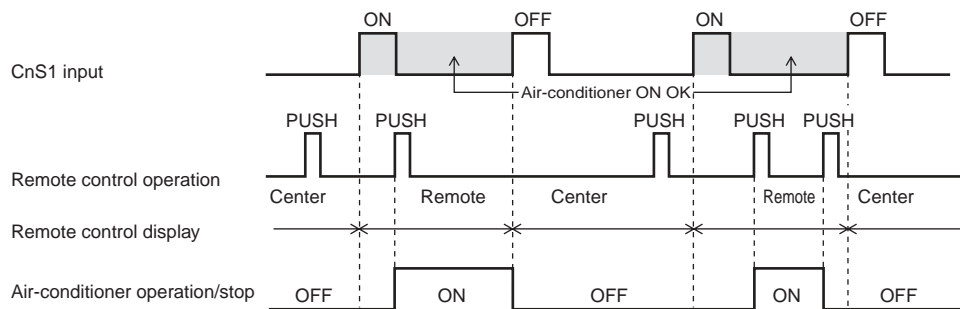 ON OFF ON OFF
CnS1 input
Air-conditioner ON OK
PUSH PUSH PUSH PUSH PUSH
Remote control operation
Center Remote Center Remote Center
Remote control display
Air-conditioner operation/stop
OFF ON OFF ON OFF